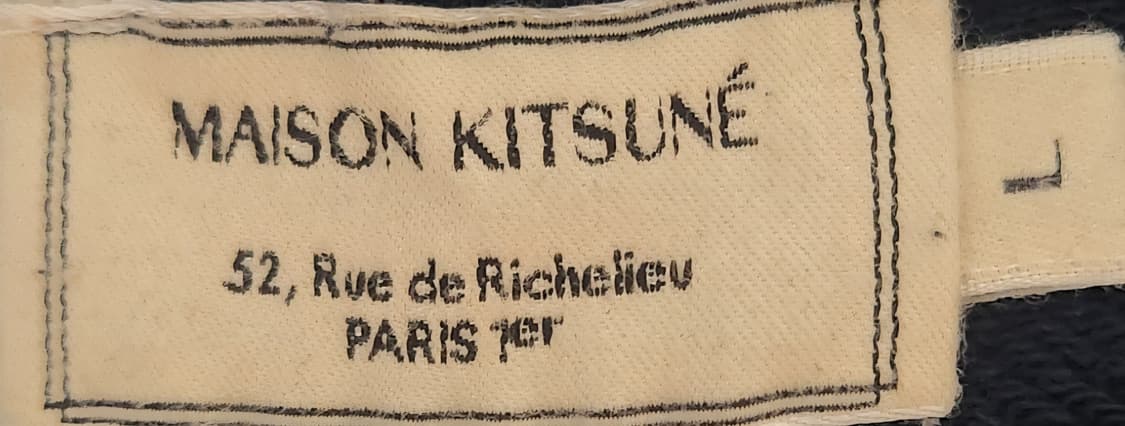 MAISON KITSUNÉ
52, Rue de Richelieu
PARIS 1er
L